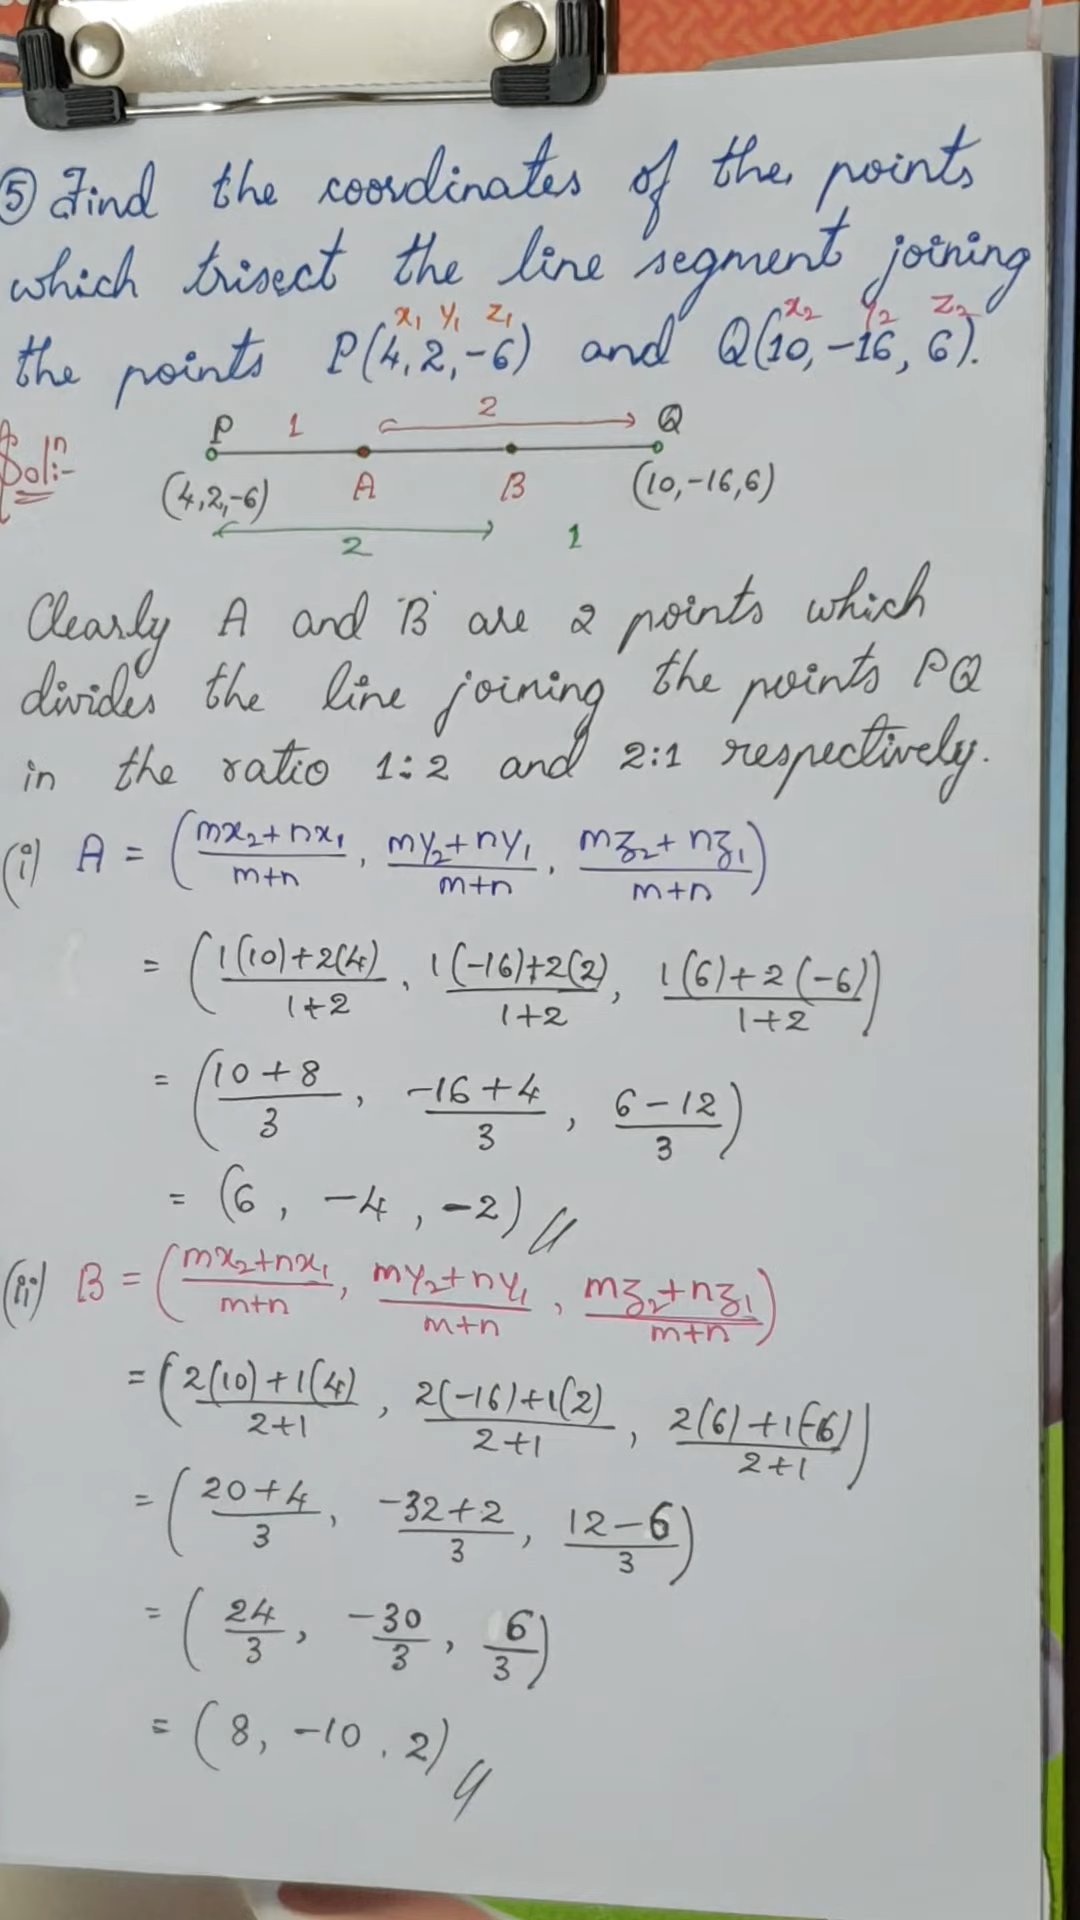 ⑤ Find the coordinates of the points
which trisect the line segment joining
x₁ y₁ z₁ x₂ y₂ z₂
the points P(4,2,-6) and Q(10,-16,6).
Solⁿ:-
P 1 2 Q
(4,2,-6) A B (10,-16,6)
2 1
Clearly A and B are 2 points which
divides the line joining the points PQ
in the ratio 1:2 and 2:1 respectively.
(i) A = ((mx₂+nx₁)/(m+n), (my₂+ny₁)/(m+n), (mz₂+nz₁)/(m+n))
= ((1(10)+2(4))/(1+2), (1(-16)+2(2))/(1+2), (1(6)+2(-6))/(1+2))
= ((10+8)/3, (-16+4)/3, (6-12)/3)
= (6, -4, -2)//
(ii) B = ((mx₂+nx₁)/(m+n), (my₂+ny₁)/(m+n), (mz₂+nz₁)/(m+n))
= ((2(10)+1(4))/(2+1), (2(-16)+1(2))/(2+1), (2(6)+1(-6))/(2+1))
= ((20+4)/3, (-32+2)/3, (12-6)/3)
= (24/3, -30/3, 6/3)
= (8, -10, 2)//